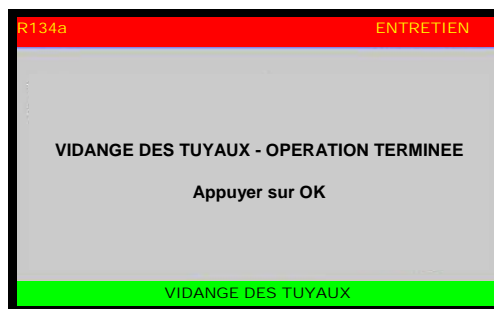 R134a ENTRETIEN
VIDANGE DES TUYAUX - OPERATION TERMINEE
Appuyer sur OK
VIDANGE DES TUYAUX